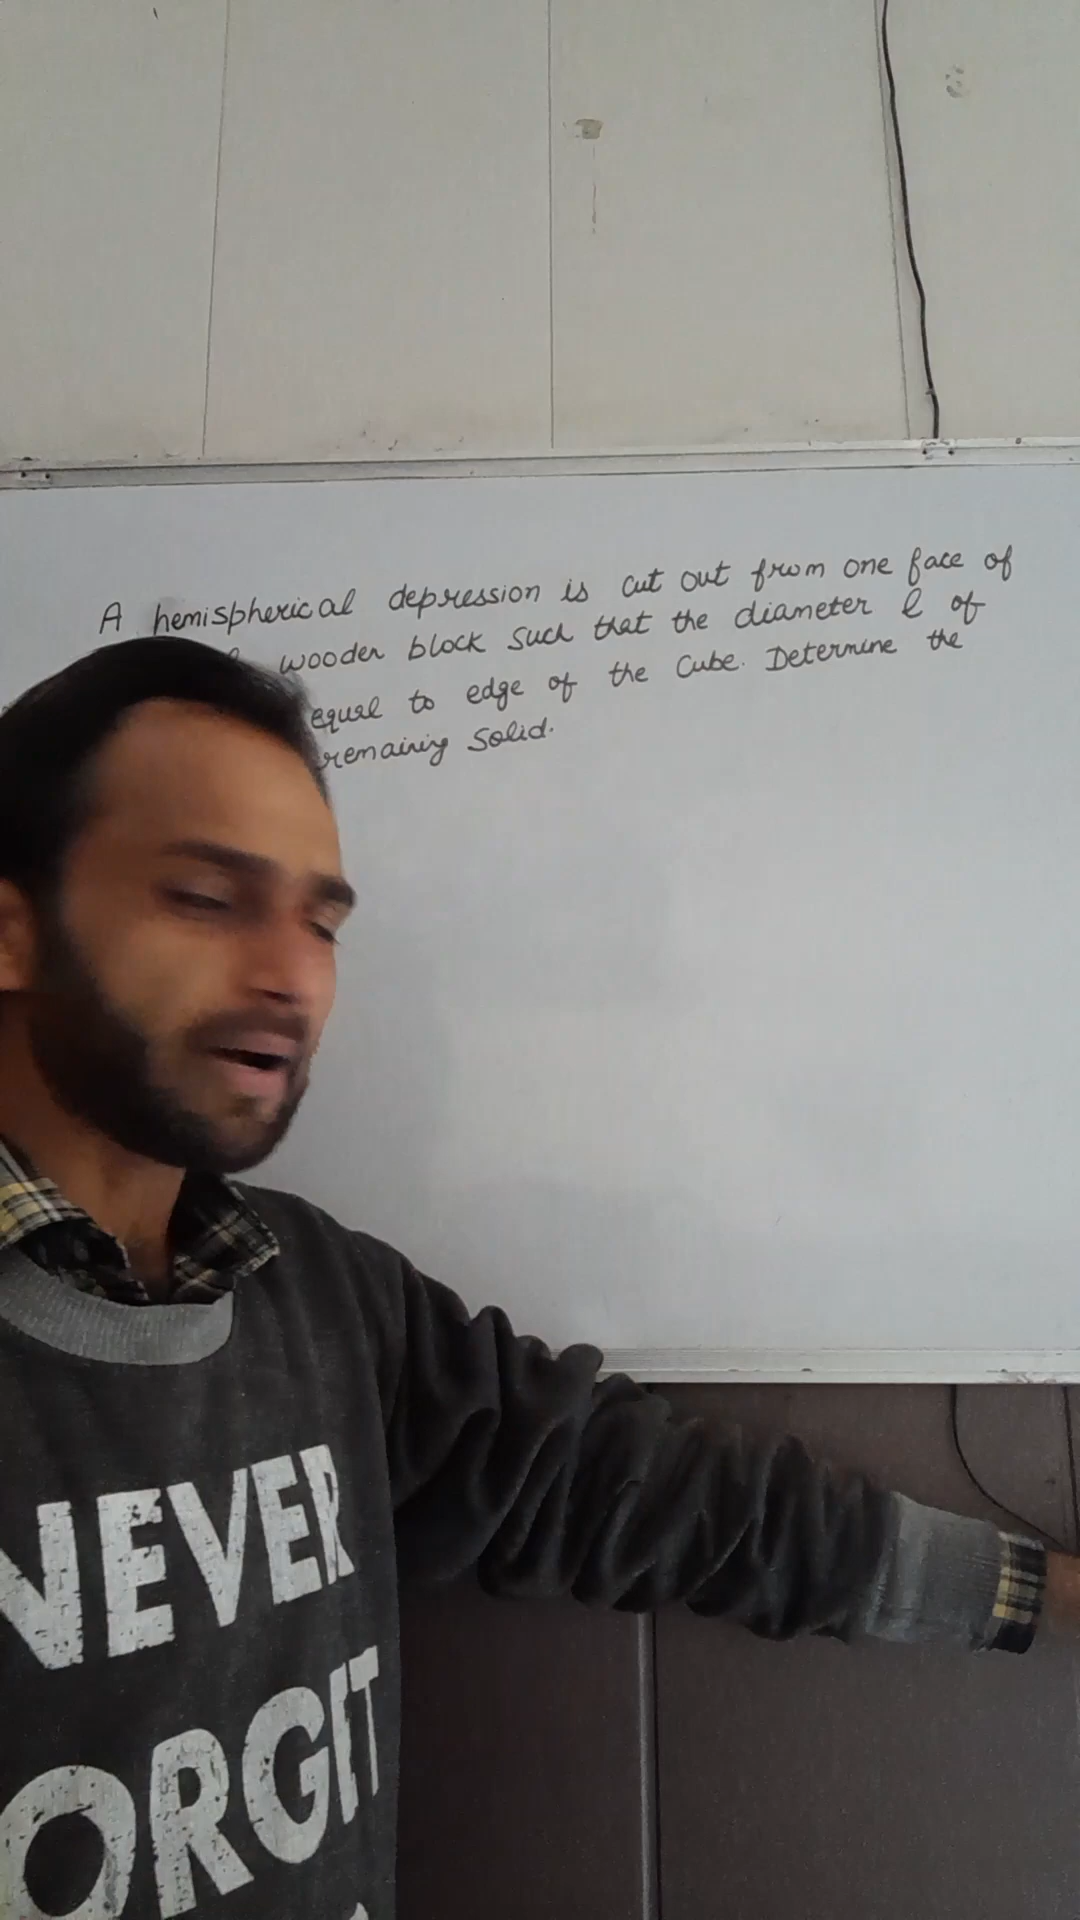 A hemispherical depression is cut out from one face of
wooden block such that the diameter l of
equal to edge of the Cube. Determine the
remaining Solid.
NEVER
ORGIT